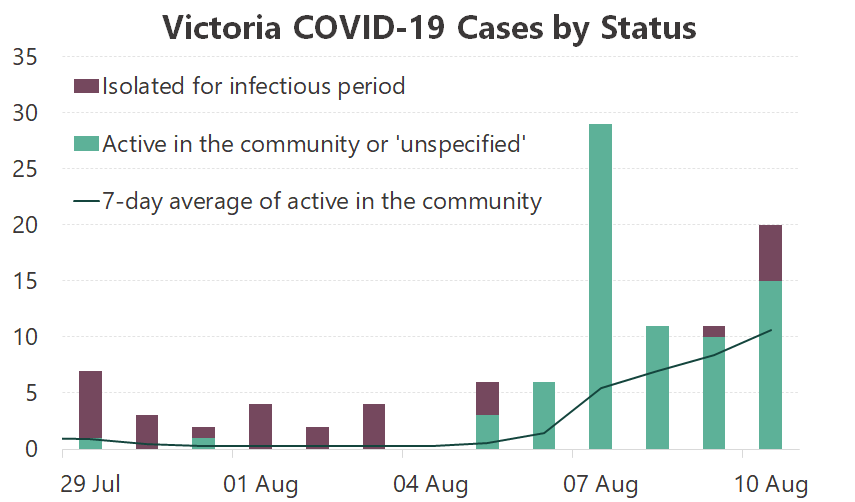 Victoria COVID-19 Cases by Status
35
Isolated for infectious period
30
Active in the community or 'unspecified'
25
7-day average of active in the community
20
15
10
5
0
29 Jul 01 Aug 04 Aug 07 Aug 10 Aug